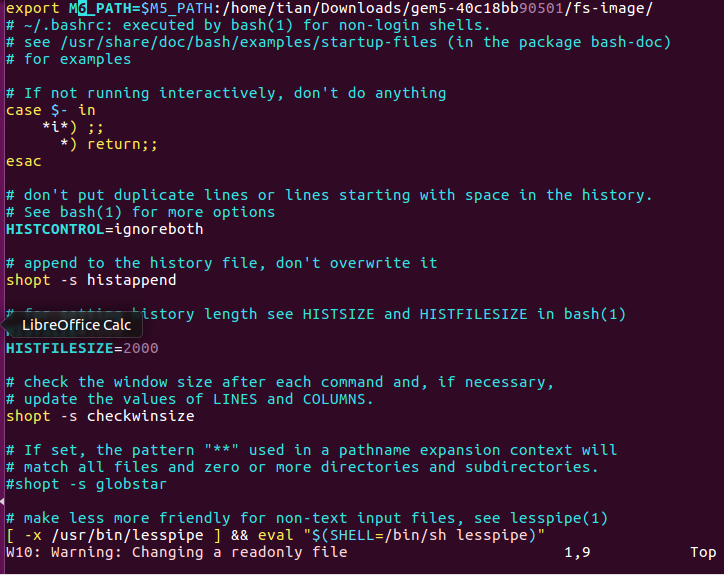 export M6_PATH=$M5_PATH:/home/tian/Downloads/gem5-40c18bb90501/fs-image/
# ~/.bashrc: executed by bash(1) for non-login shells.
# see /usr/share/doc/bash/examples/startup-files (in the package bash-doc)
# for examples
# If not running interactively, don't do anything
case $- in
*i*) ;;
*) return;;
esac
# don't put duplicate lines or lines starting with space in the history.
# See bash(1) for more options
HISTCONTROL=ignoreboth
# append to the history file, don't overwrite it
shopt -s histappend
# for setting history length see HISTSIZE and HISTFILESIZE in bash(1)
LibreOffice Calc
HISTFILESIZE=2000
# check the window size after each command and, if necessary,
# update the values of LINES and COLUMNS.
shopt -s checkwinsize
# If set, the pattern "**" used in a pathname expansion context will
# match all files and zero or more directories and subdirectories.
#shopt -s globstar
# make less more friendly for non-text input files, see lesspipe(1)
[ -x /usr/bin/lesspipe ] && eval "$(SHELL=/bin/sh lesspipe)"
W10: Warning: Changing a readonly file 1,9 Top